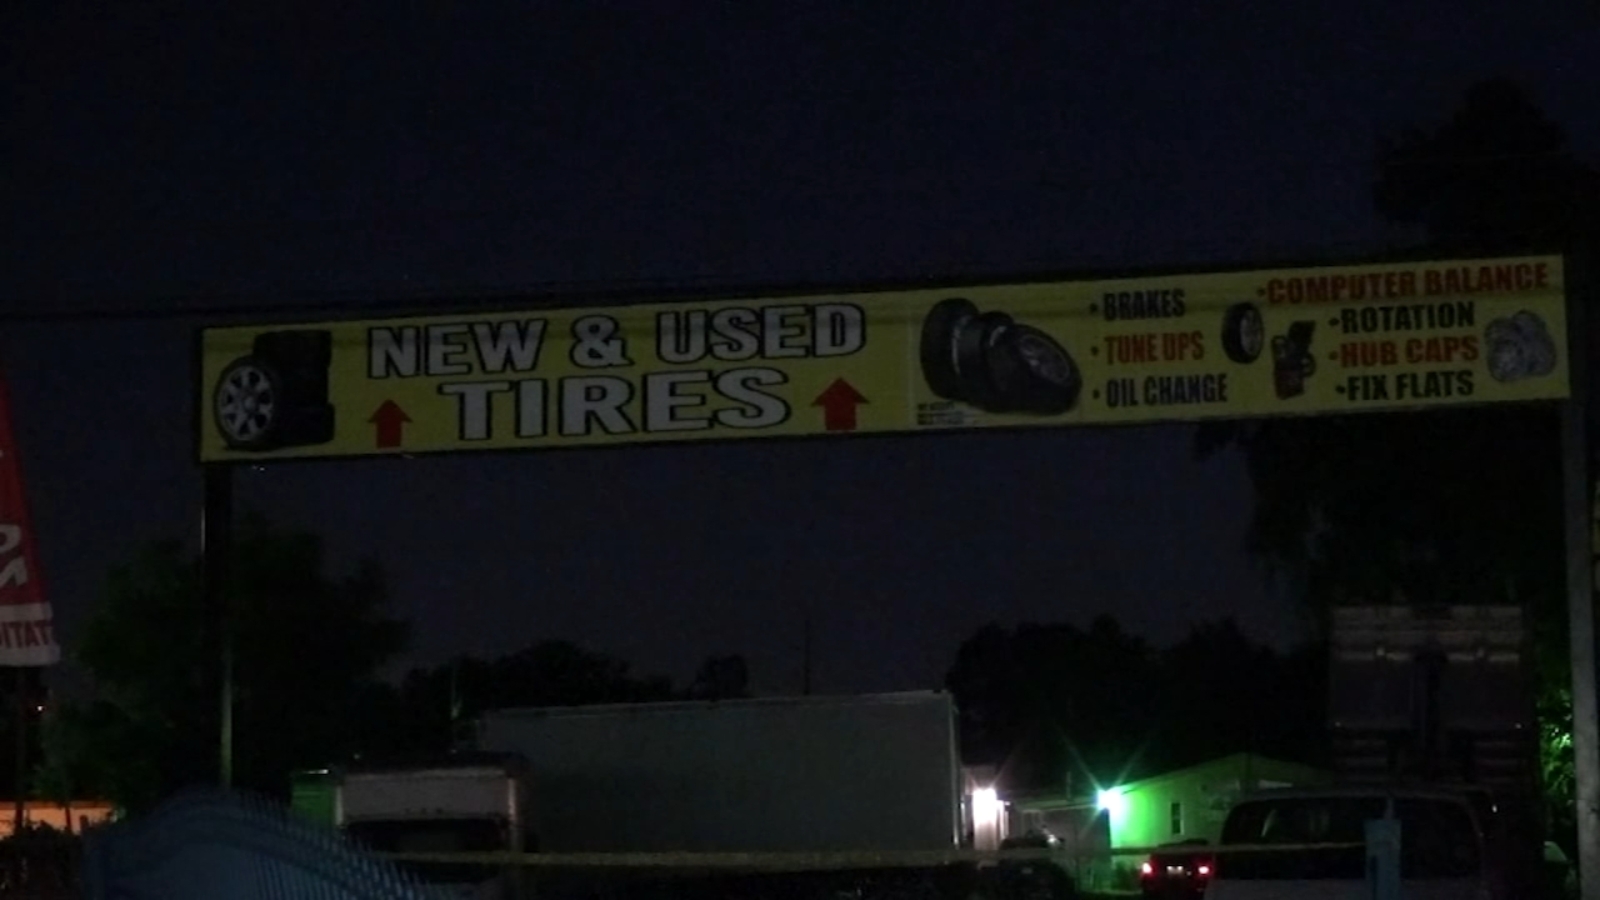 NEW & USED
TIRES
• BRAKES
• TUNE UPS
• OIL CHANGE
•COMPUTER BALANCE
•ROTATION
•HUB CAPS
•FIX FLATS